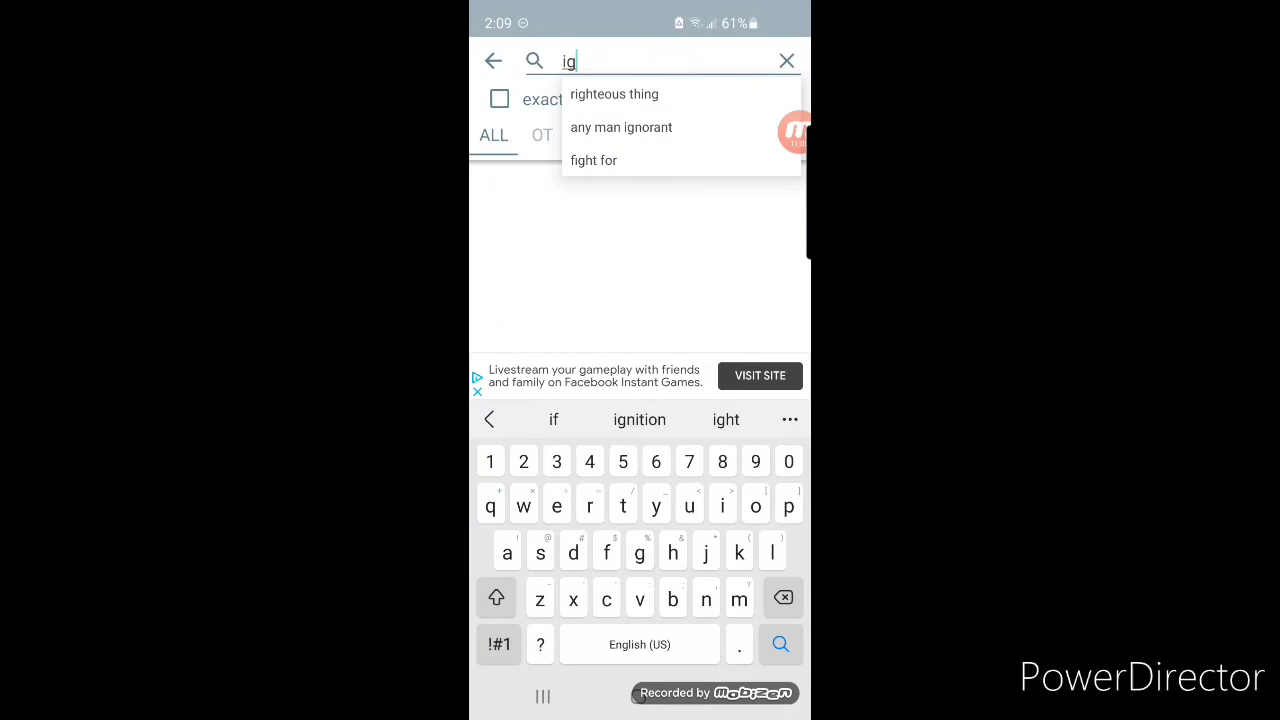 2:09 61%
ig
righteous thing
exact
any man ignorant
ALL OT
fight for
Livestream your gameplay with friends
and family on Facebook Instant Games.
VISIT SITE
if ignition ight
1 2 3 4 5 6 7 8 9 0
q w e r t y u i o p
a s d f g h j k l
z x c v b n m
!#1 ? English (US) .
Recorded by mobizen
PowerDirector